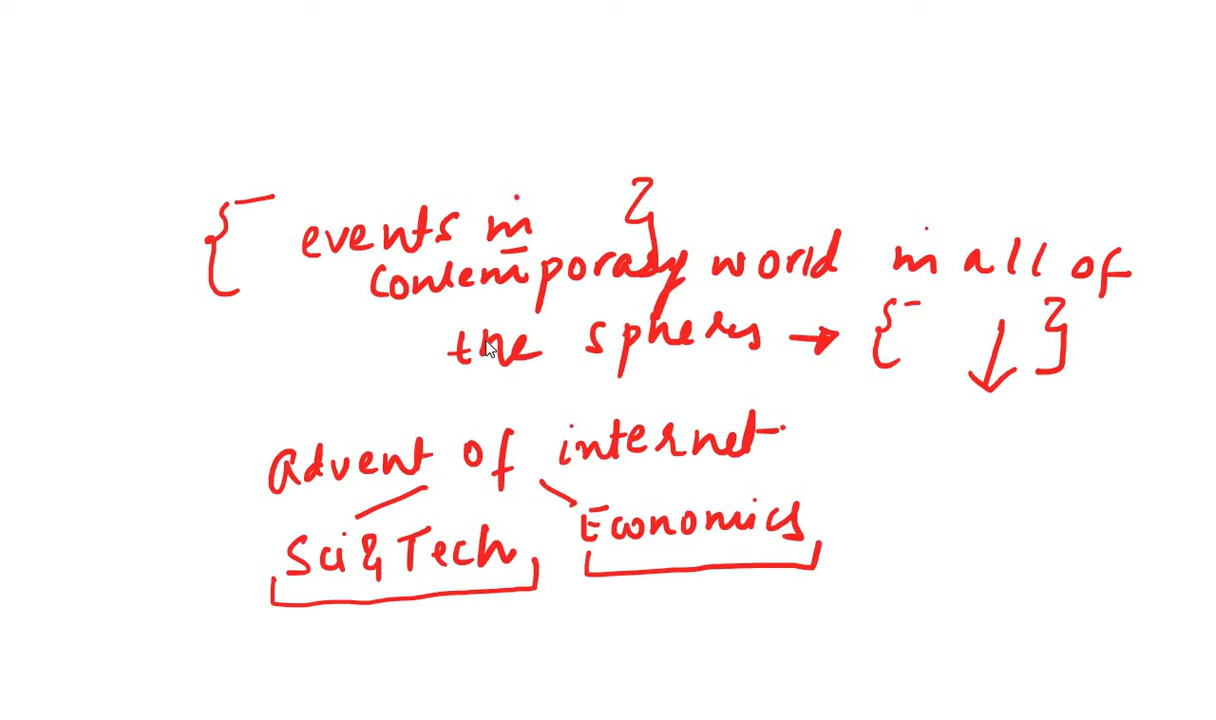 { events in }
contemporary world in all of
the spheres → { ↓ }
Advent of internet
Sci & Tech Economics